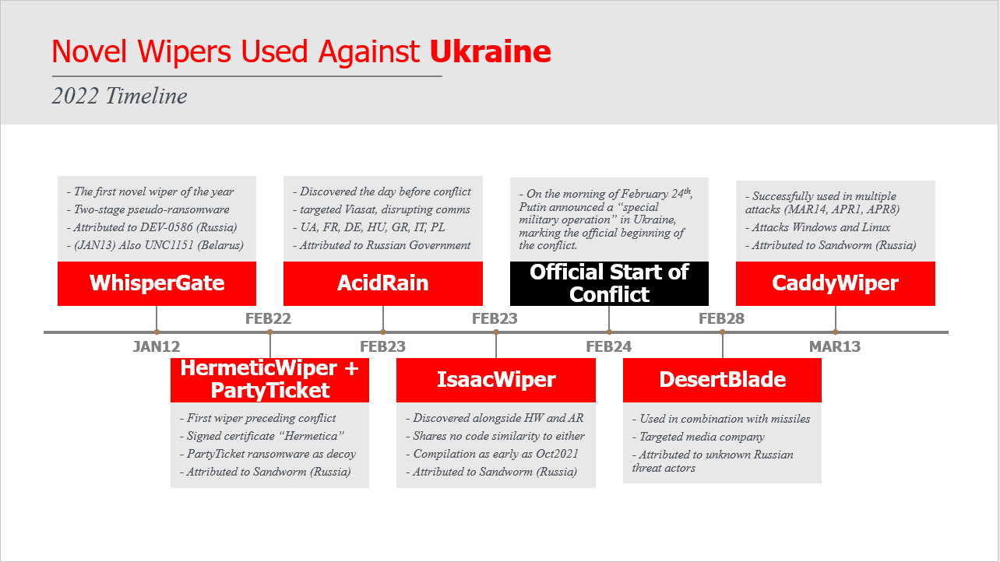 Novel Wipers Used Against Ukraine
2022 Timeline
- The first novel wiper of the year
- Two-stage pseudo-ransomware
- Attributed to DEV-0586 (Russia)
- (JAN13) Also UNC1151 (Belarus)
WhisperGate
JAN12
FEB22
HermeticWiper +
PartyTicket
- First wiper preceding conflict
- Signed certificate “Hermetica”
- PartyTicket ransomware as decoy
- Attributed to Sandworm (Russia)
- Discovered the day before conflict
- targeted Viasat, disrupting comms
- UA, FR, DE, HU, GR, IT, PL
- Attributed to Russian Government
AcidRain
FEB23
FEB23
IsaacWiper
- Discovered alongside HW and AR
- Shares no code similarity to either
- Compilation as early as Oct2021
- Attributed to Sandworm (Russia)
- On the morning of February 24th,
Putin announced a “special
military operation” in Ukraine,
marking the official beginning of
the conflict.
Official Start of
Conflict
FEB24
FEB28
DesertBlade
- Used in combination with missiles
- Targeted media company
- Attributed to unknown Russian
threat actors
- Successfully used in multiple
attacks (MAR14, APR1, APR8)
- Attacks Windows and Linux
- Attributed to Sandworm (Russia)
CaddyWiper
MAR13